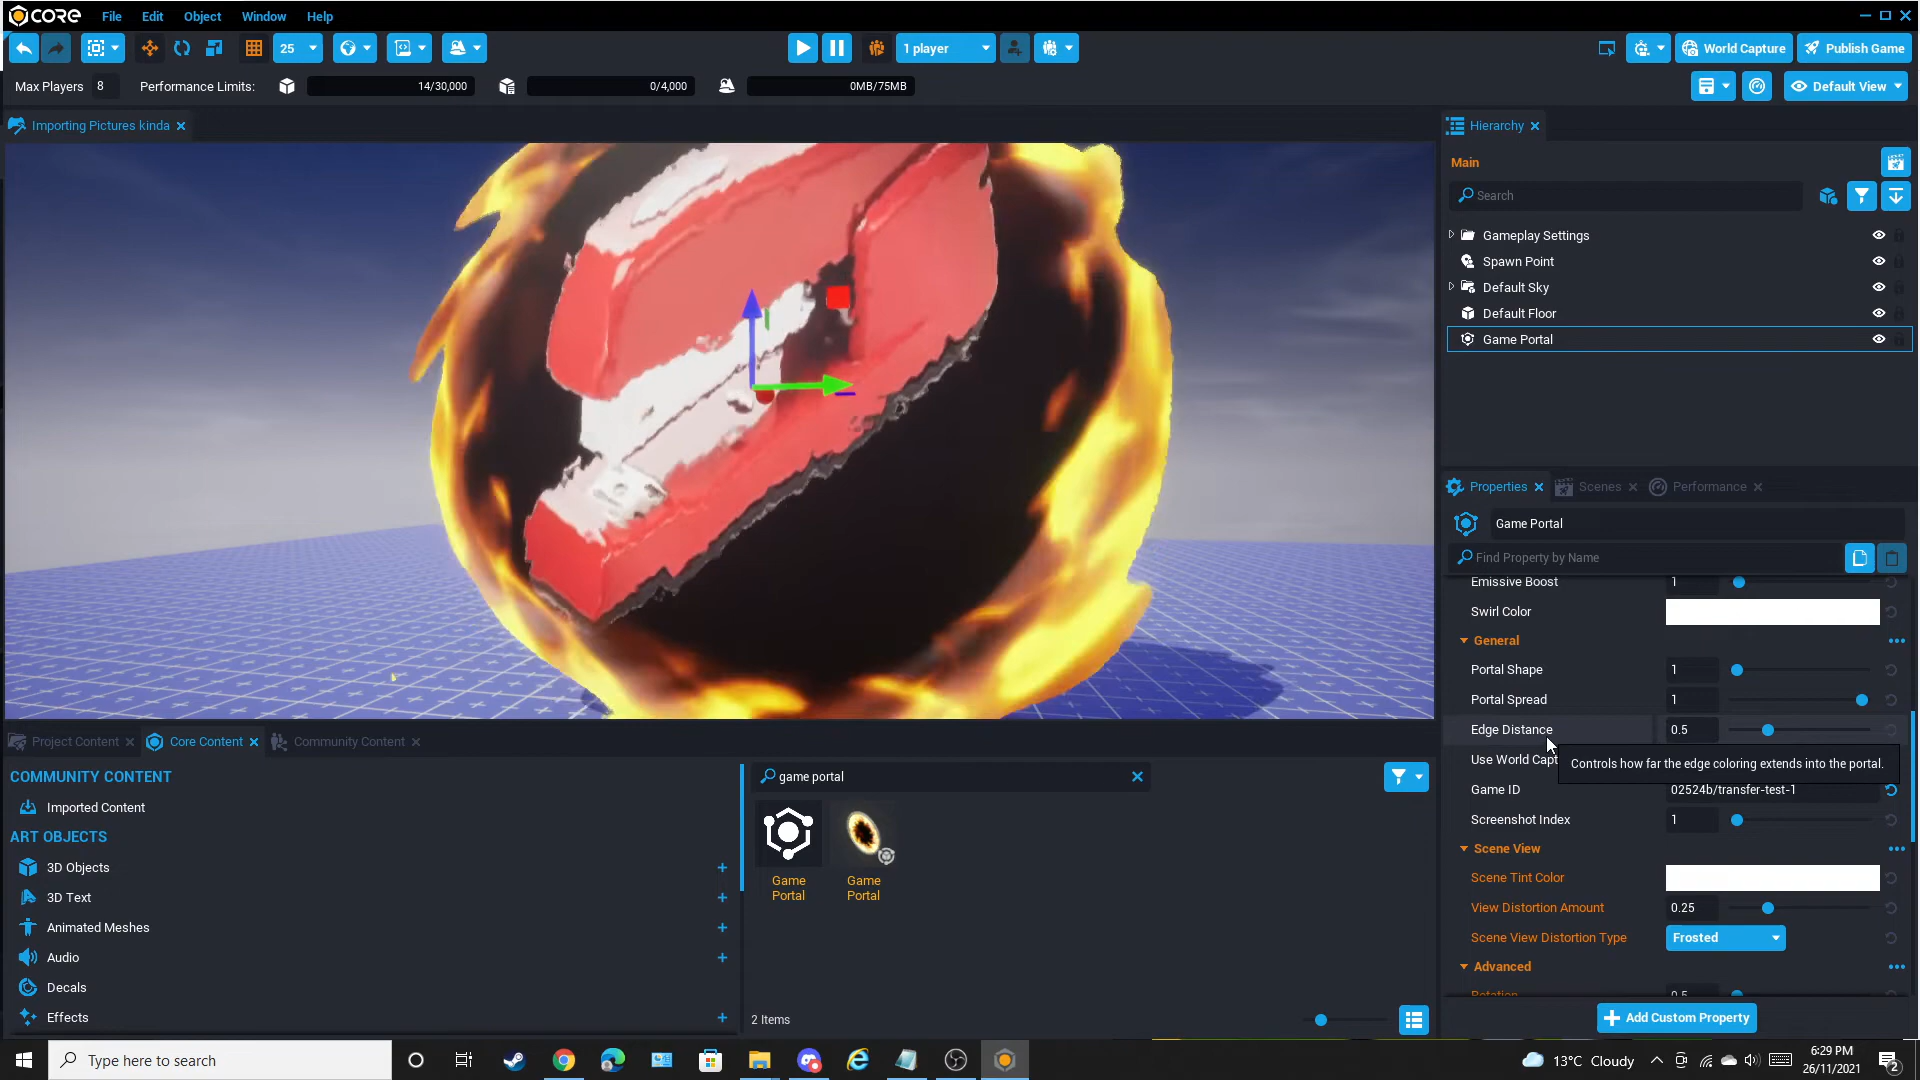 CORE File Edit Object Window Help
25 1 player World Capture Publish Game
Max Players 8 Performance Limits: 14/30,000 0/4,000 0MB/75MB Default View
Importing Pictures kinda
Hierarchy
Main
Search
Gameplay Settings
Spawn Point
Default Sky
Default Floor
Game Portal
Properties Scenes Performance
Game Portal
Find Property by Name
Emissive Boost 1
Swirl Color
General
Portal Shape 1
Portal Spread 1
Edge Distance 0.5
Use World Capt
Controls how far the edge coloring extends into the portal.
Game ID 02524b/transfer-test-1
Screenshot Index 1
Scene View
Scene Tint Color
View Distortion Amount 0.25
Scene View Distortion Type Frosted
Advanced
Rotation 0.5
Add Custom Property
Project Content Core Content Community Content
COMMUNITY CONTENT
Imported Content
ART OBJECTS
3D Objects
3D Text
Animated Meshes
Audio
Decals
Effects
game portal
Game Portal
Game Portal
2 Items
Type here to search
13°C Cloudy
6:29 PM
26/11/2021
2